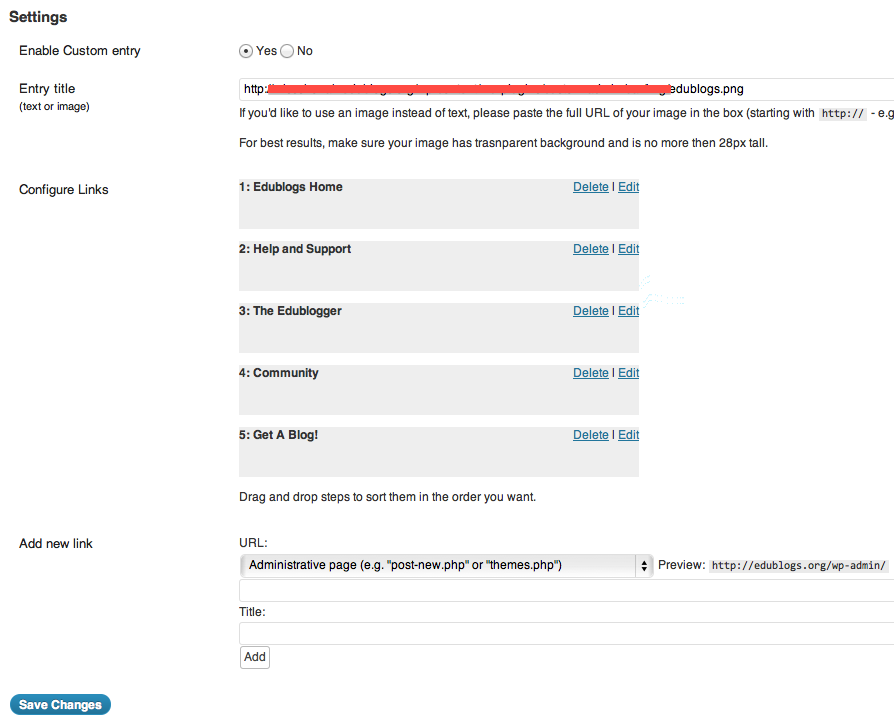 Settings
Enable Custom entry
Yes No
Entry title
(text or image)
http: edublogs.png
If you'd like to use an image instead of text, please paste the full URL of your image in the box (starting with http:// - e.g
For best results, make sure your image has trasnparent background and is no more then 28px tall.
Configure Links
1: Edublogs Home Delete | Edit
2: Help and Support Delete | Edit
3: The Edublogger Delete | Edit
4: Community Delete | Edit
5: Get A Blog! Delete | Edit
Drag and drop steps to sort them in the order you want.
Add new link
URL:
Administrative page (e.g. "post-new.php" or "themes.php") Preview: http://edublogs.org/wp-admin/
Title:
Add
Save Changes